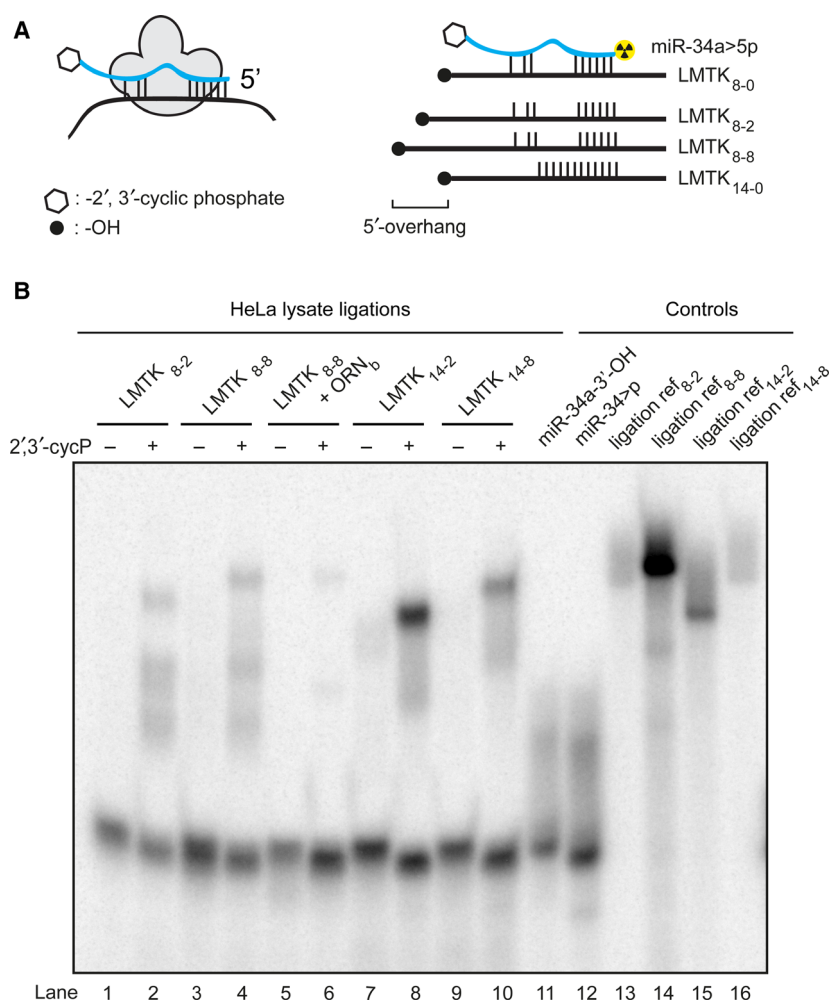 A
5’
miR-34a>5p
LMTK8-0
LMTK8-2
LMTK8-8
LMTK14-0
: -2′, 3′-cyclic phosphate
: -OH
5′-overhang
B
HeLa lysate ligations
Controls
LMTK 8-2
LMTK 8-8
LMTK 8-8 + ORNb
LMTK 14-2
LMTK 14-8
miR-34a-3’-OH
miR-34>p
ligation ref8-2
ligation ref8-8
ligation ref14-2
ligation ref14-8
2′,3′-cycP – + – + – + – + – +
Lane 1 2 3 4 5 6 7 8 9 10 11 12 13 14 15 16